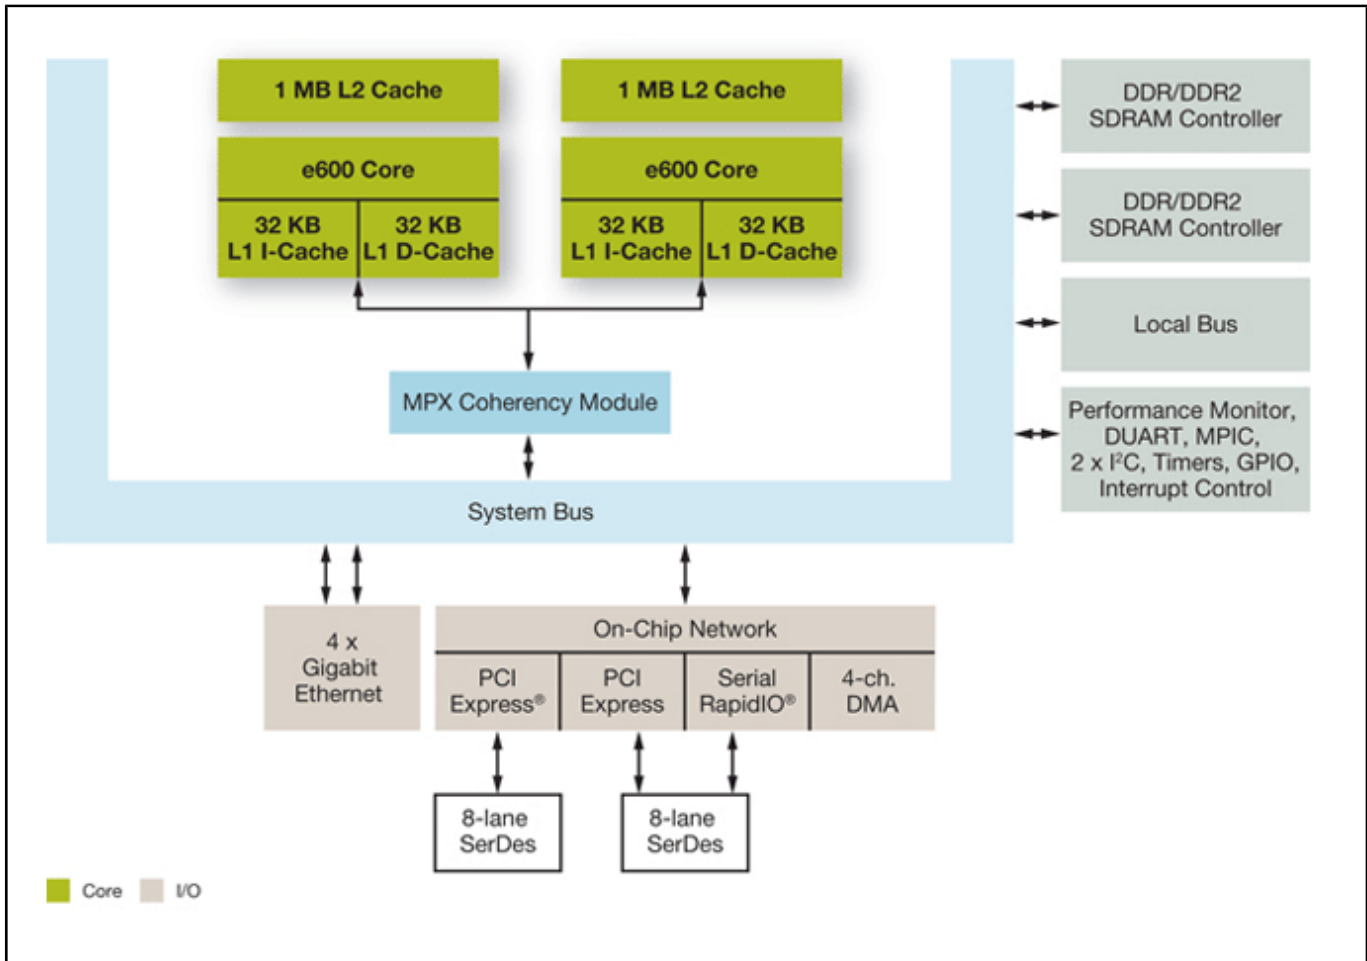 1 MB L2 Cache
1 MB L2 Cache
e600 Core
e600 Core
32 KB
L1 I-Cache
32 KB
L1 D-Cache
32 KB
L1 I-Cache
32 KB
L1 D-Cache
MPX Coherency Module
System Bus
DDR/DDR2
SDRAM Controller
DDR/DDR2
SDRAM Controller
Local Bus
Performance Monitor,
DUART, MPIC,
2 x I²C, Timers, GPIO,
Interrupt Control
4 x
Gigabit
Ethernet
On-Chip Network
PCI
Express®
PCI
Express
Serial
RapidIO®
4-ch.
DMA
8-lane
SerDes
8-lane
SerDes
Core
I/O